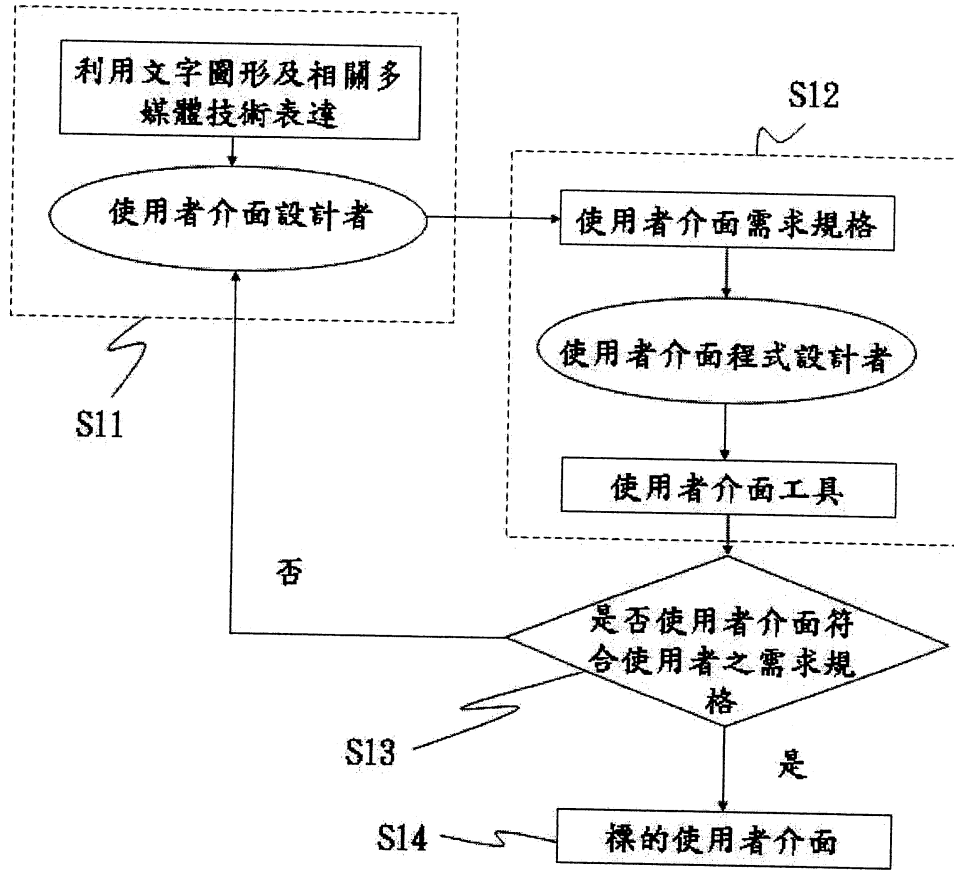 利用文字圖形及相關多
媒體技術表達
使用者介面設計者
S11
S12
使用者介面需求規格
使用者介面程式設計者
使用者介面工具
否
是否使用者介面符
合使用者之需求規
格
S13
是
S14
標的使用者介面